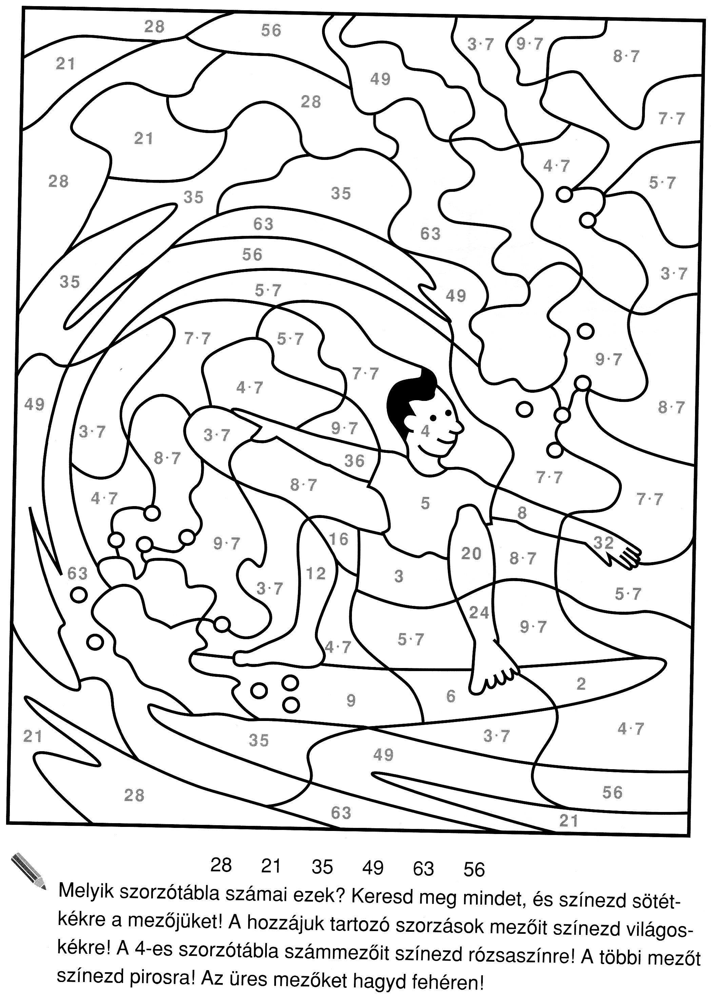 28 56 3·7 9·7 8·7
21 49
28 7·7
21 4·7
28 35 35 5·7
63 63
56 3·7
35 5·7 49
7·7 5·7 9·7
4·7 7·7
49 3·7 3·7 9·7 4 8·7
8·7 36
4·7 8·7 5 7·7 7·7
8
9·7 16 20 8·7 32
63 12 3
3·7 5·7
24
4·7 5·7 9·7
9 6 2
21 35 3·7 4·7
49
28 56
63 21
28 21 35 49 63 56
Melyik szorzótábla számai ezek? Keresd meg mindet, és színezd sötét-
kékre a mezőjüket! A hozzájuk tartozó szorzások mezőit színezd világos-
kékre! A 4-es szorzótábla számmezőit színezd rózsaszínre! A többi mezőt
színezd pirosra! Az üres mezőket hagyd fehéren!